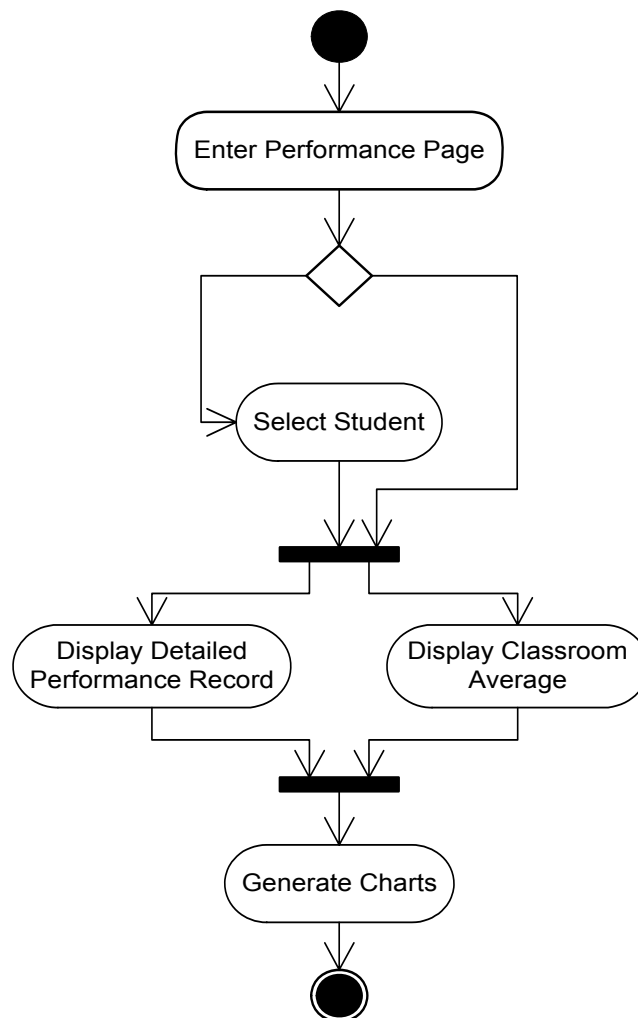 Enter Performance Page
Select Student
Display Detailed
Performance Record
Display Classroom
Average
Generate Charts